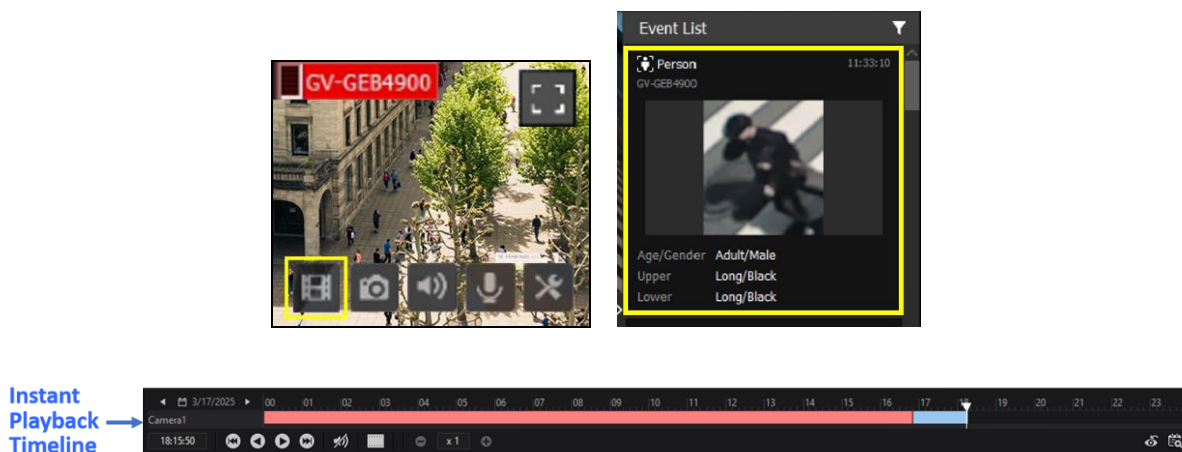 GV-GEB4900
Event List
Person 11:33:10
GV-GEB4900
Age/Gender Adult/Male
Upper Long/Black
Lower Long/Black
Instant
Playback
Timeline
3/17/2025 00 01 02 03 04 05 06 07 08 09 10 11 12 13 14 15 16 17 18 19 20 21 22 23
Camera1
18:15:50 x 1